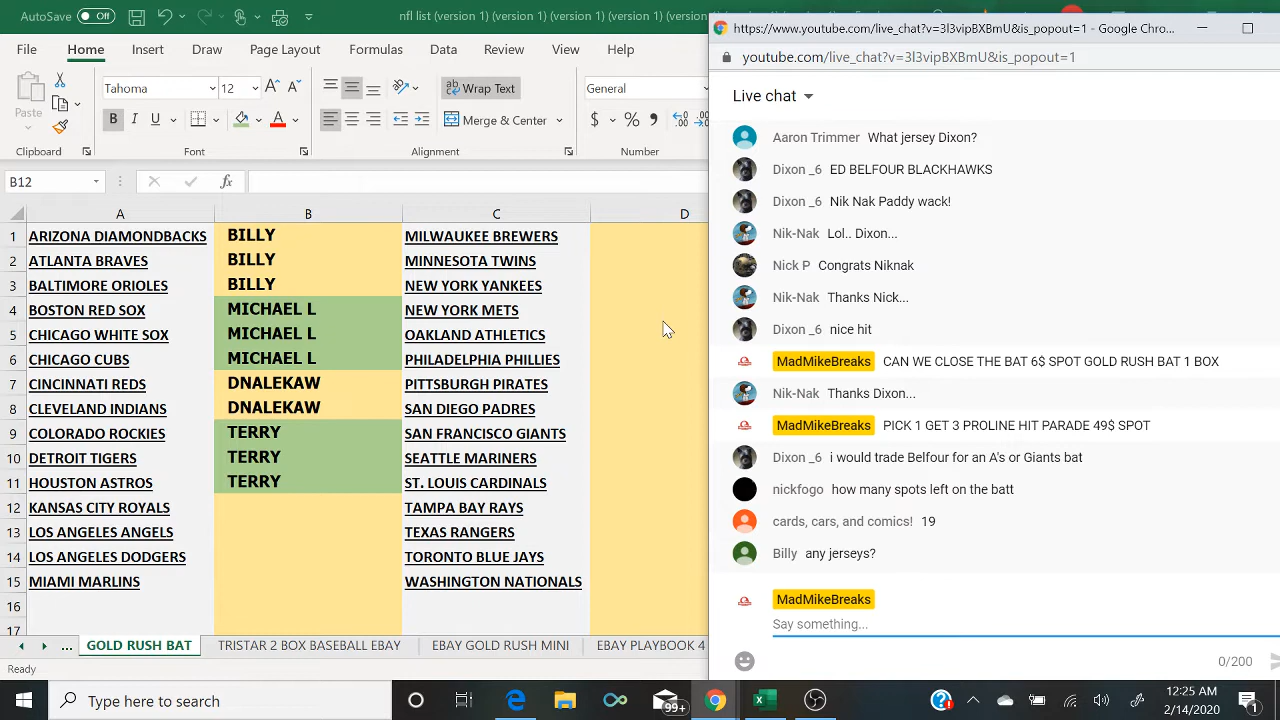 AutoSave Off nfl list (version 1) (version 1) (version 1) (version 1) (version 1) (version
https://www.youtube.com/live_chat?v=3l3vipBXBmU&is_popout=1 - Google Chro...
File Home Insert Draw Page Layout Formulas Data Review View Help
youtube.com/live_chat?v=3l3vipBXBmU&is_popout=1
Paste
Tahoma 12
Wrap Text
General
Merge & Center
Clipboard Font Alignment Number
B12
fx
A B C D
1 ARIZONA DIAMONDBACKS BILLY MILWAUKEE BREWERS
2 ATLANTA BRAVES BILLY MINNESOTA TWINS
3 BALTIMORE ORIOLES BILLY NEW YORK YANKEES
4 BOSTON RED SOX MICHAEL L NEW YORK METS
5 CHICAGO WHITE SOX MICHAEL L OAKLAND ATHLETICS
6 CHICAGO CUBS MICHAEL L PHILADELPHIA PHILLIES
7 CINCINNATI REDS DNALEKAW PITTSBURGH PIRATES
8 CLEVELAND INDIANS DNALEKAW SAN DIEGO PADRES
9 COLORADO ROCKIES TERRY SAN FRANCISCO GIANTS
10 DETROIT TIGERS TERRY SEATTLE MARINERS
11 HOUSTON ASTROS TERRY ST. LOUIS CARDINALS
12 KANSAS CITY ROYALS TAMPA BAY RAYS
13 LOS ANGELES ANGELS TEXAS RANGERS
14 LOS ANGELES DODGERS TORONTO BLUE JAYS
15 MIAMI MARLINS WASHINGTON NATIONALS
16
17
... GOLD RUSH BAT TRISTAR 2 BOX BASEBALL EBAY EBAY GOLD RUSH MINI EBAY PLAYBOOK 4
Ready
Live chat
Aaron Trimmer What jersey Dixon?
Dixon _6 ED BELFOUR BLACKHAWKS
Dixon _6 Nik Nak Paddy wack!
Nik-Nak Lol.. Dixon...
Nick P Congrats Niknak
Nik-Nak Thanks Nick...
Dixon _6 nice hit
MadMikeBreaks CAN WE CLOSE THE BAT 6$ SPOT GOLD RUSH BAT 1 BOX
Nik-Nak Thanks Dixon...
MadMikeBreaks PICK 1 GET 3 PROLINE HIT PARADE 49$ SPOT
Dixon _6 i would trade Belfour for an A's or Giants bat
nickfogo how many spots left on the batt
cards, cars, and comics! 19
Billy any jerseys?
MadMikeBreaks
Say something...
0/200
Type here to search
99+
12:25 AM
2/14/2020
1